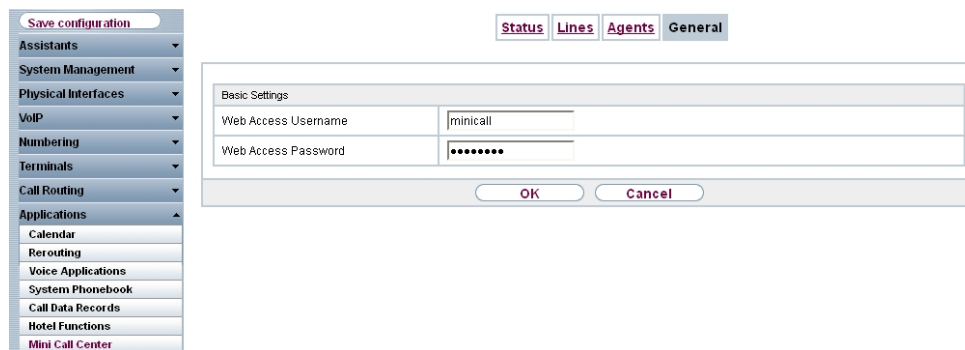 Save configuration
Assistants
System Management
Physical Interfaces
VoIP
Numbering
Terminals
Call Routing
Applications
Calendar
Rerouting
Voice Applications
System Phonebook
Call Data Records
Hotel Functions
Mini Call Center
Status Lines Agents General
Basic Settings
Web Access Username minicall
Web Access Password ••••••••
OK Cancel